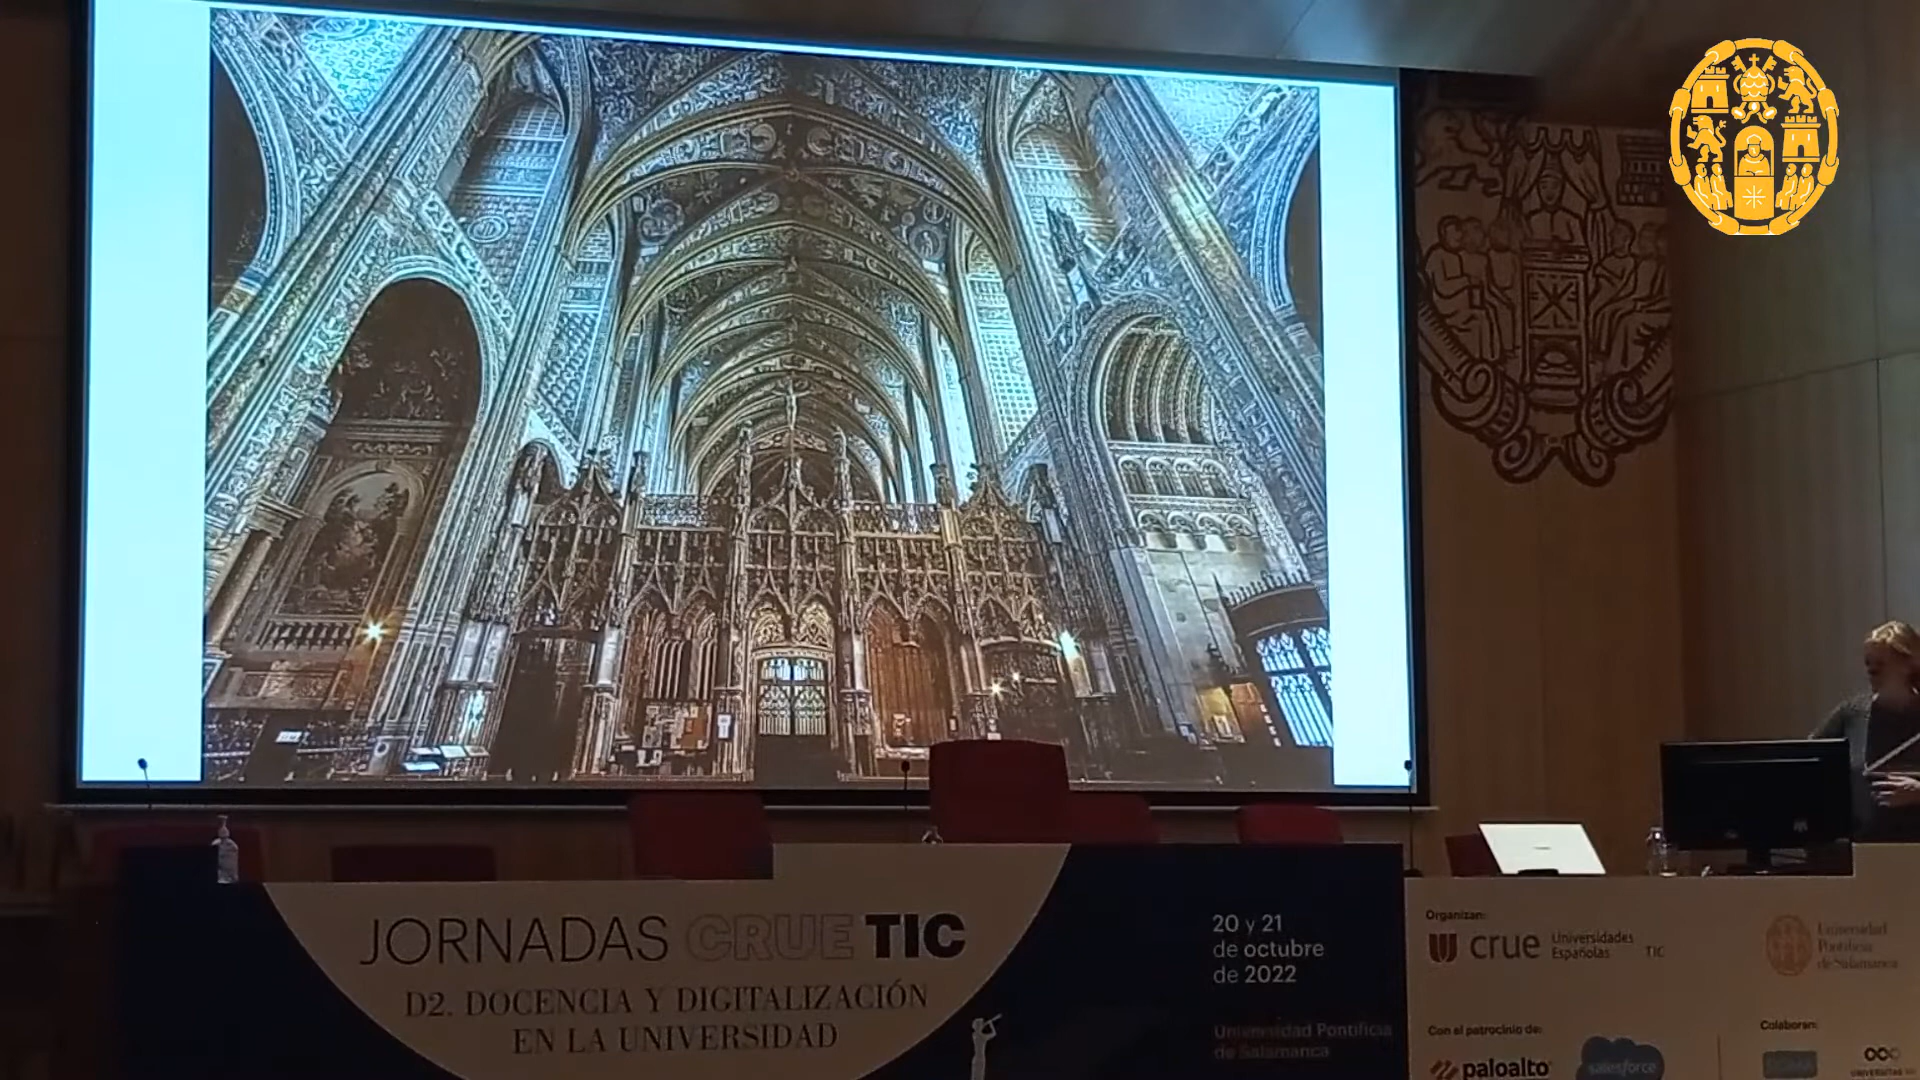 JORNADAS CRUE TIC
D2. DOCENCIA Y DIGITALIZACIÓN
EN LA UNIVERSIDAD
20 y 21
de octubre
de 2022
Universidad Pontificia
de Salamanca
Organizan:
crue Universidades
Españolas TIC
Universidad
Pontificia
de Salamanca
Con el patrocinio de:
paloalto
salesforce
Colaboran: